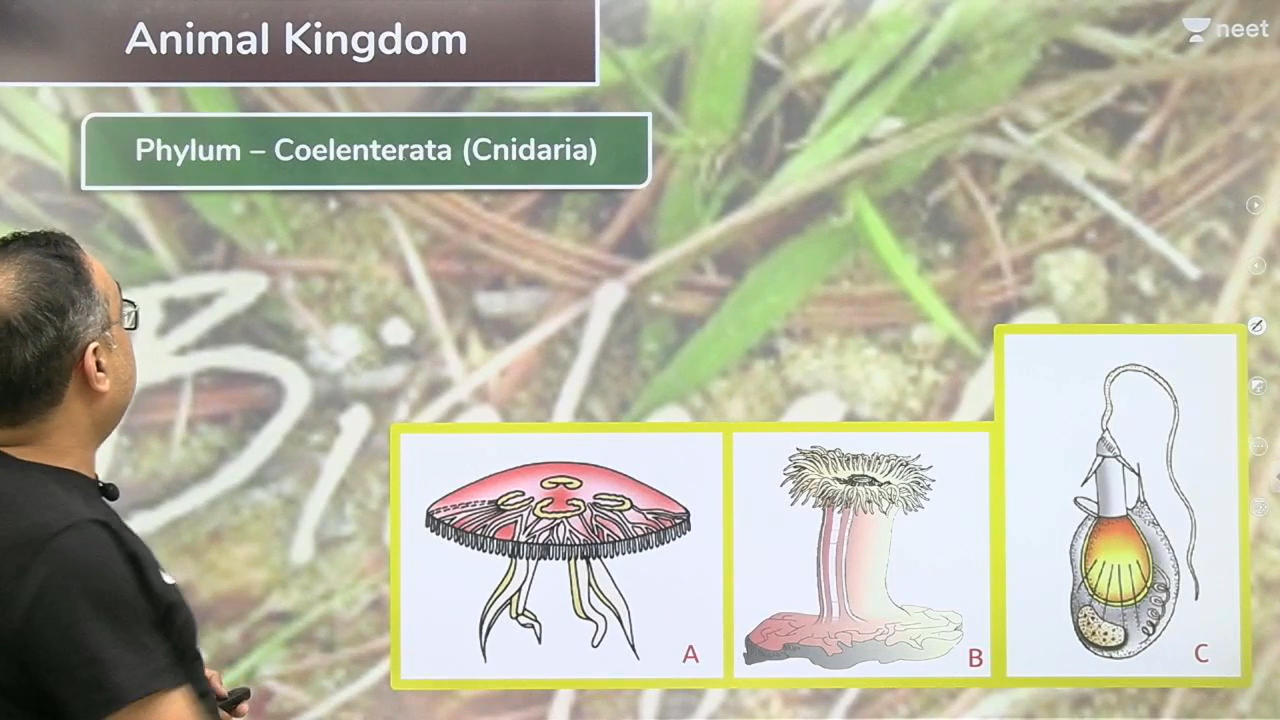 Animal Kingdom
neet
Phylum – Coelenterata (Cnidaria)
A
B
C